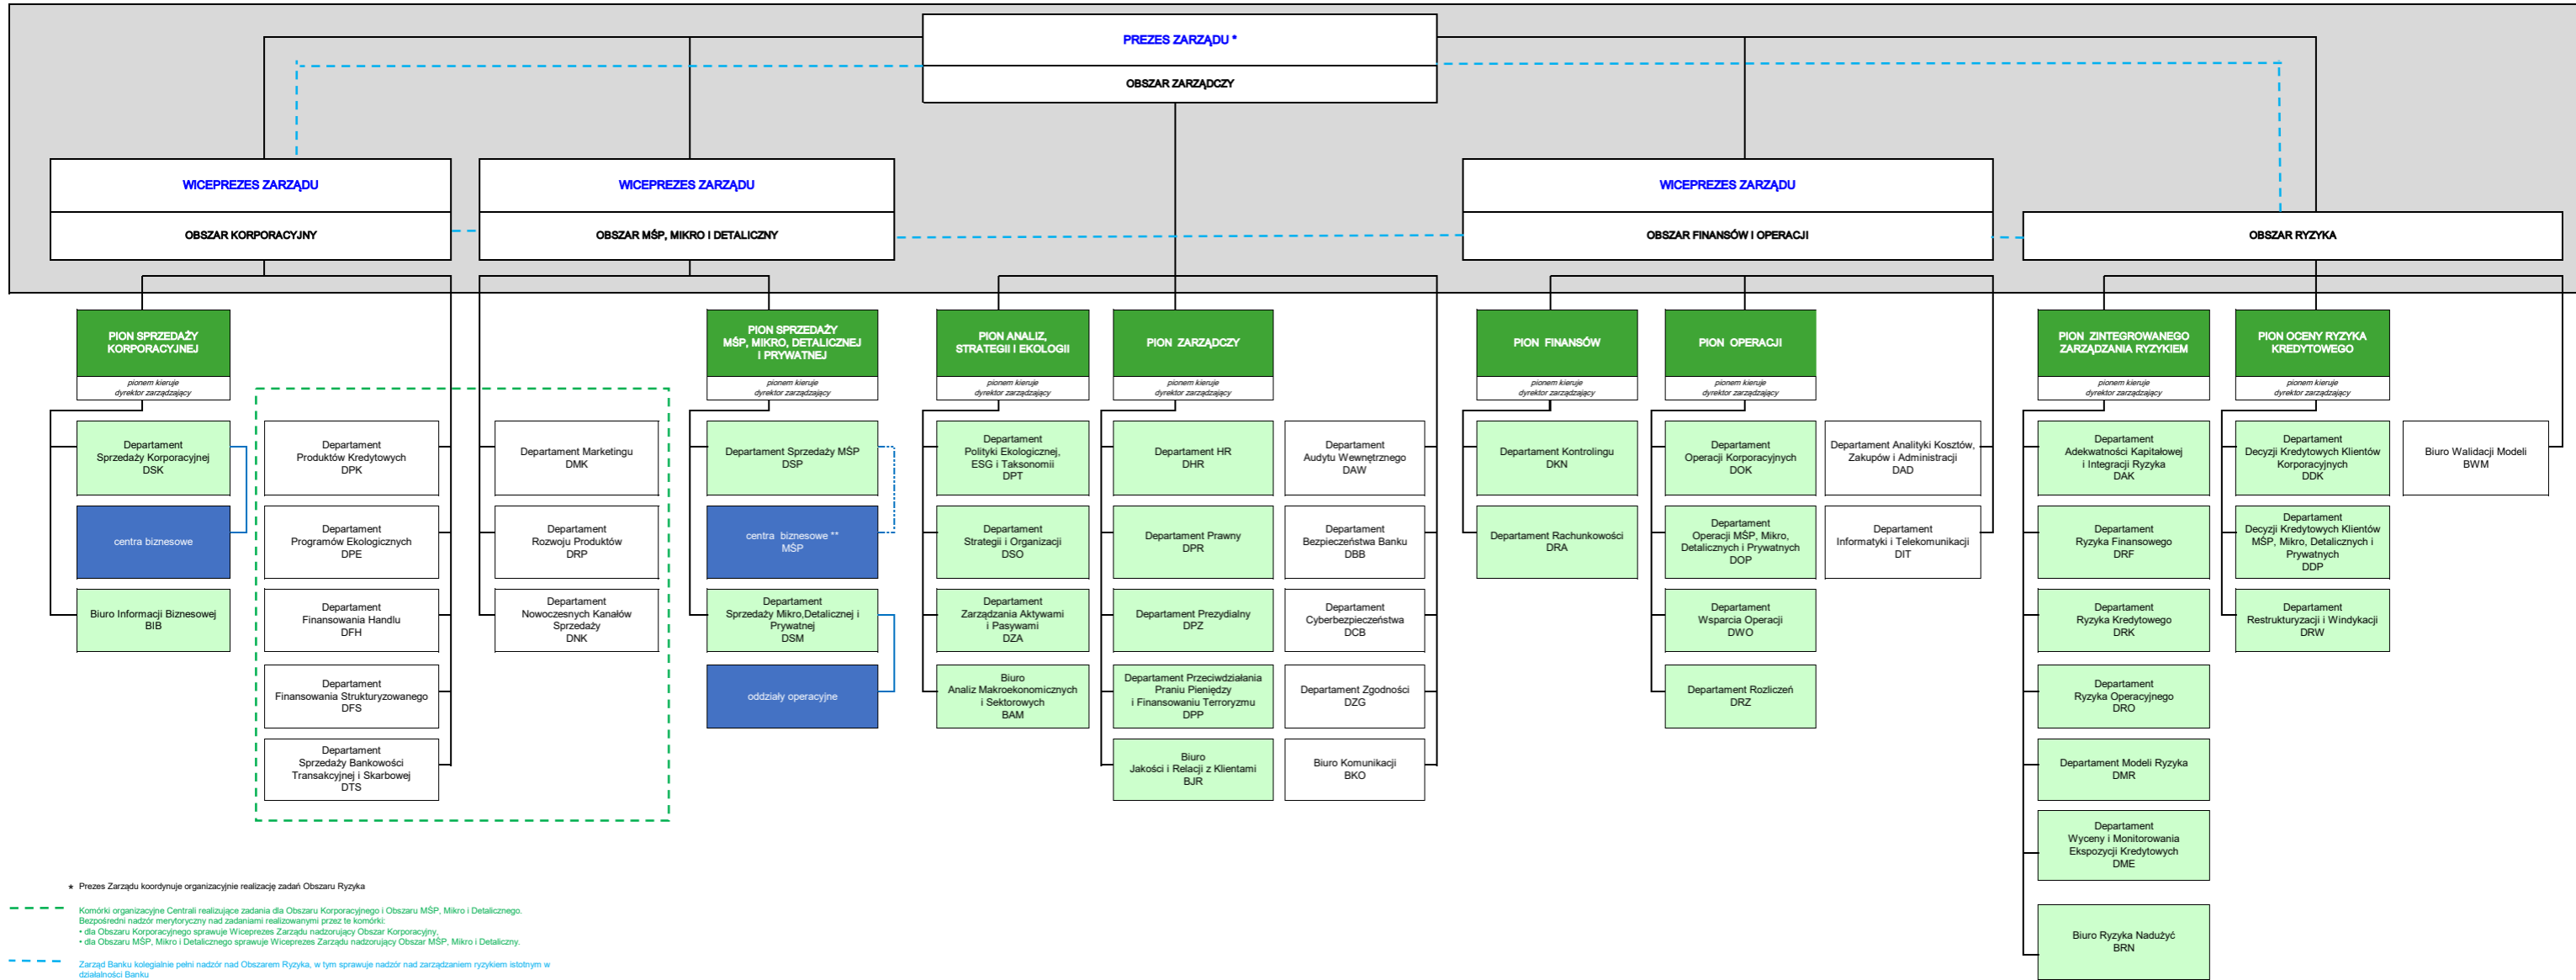 PREZES ZARZĄDU *
OBSZAR ZARZĄDCZY
WICEPREZES ZARZĄDU
OBSZAR KORPORACYJNY
WICEPREZES ZARZĄDU
OBSZAR MŚP, MIKRO I DETALICZNY
WICEPREZES ZARZĄDU
OBSZAR FINANSÓW I OPERACJI
OBSZAR RYZYKA
PION SPRZEDAŻY
KORPORACYJNEJ
pionem kieruje
dyrektor zarządzający
Departament
Sprzedaży Korporacyjnej
DSK
centra biznesowe
Biuro Informacji Biznesowej
BIB
Departament
Produktów Kredytowych
DPK
Departament
Programów Ekologicznych
DPE
Departament
Finansowania Handlu
DFH
Departament
Finansowania Strukturyzowanego
DFS
Departament
Sprzedaży Bankowości
Transakcyjnej i Skarbowej
DTS
Departament Marketingu
DMK
Departament
Rozwoju Produktów
DRP
Departament
Nowoczesnych Kanałów
Sprzedaży
DNK
PION SPRZEDAŻY
MŚP, MIKRO, DETALICZNEJ
I PRYWATNEJ
pionem kieruje
dyrektor zarządzający
Departament Sprzedaży MŚP
DSP
centra biznesowe **
MŚP
Departament
Sprzedaży Mikro,Detalicznej i
Prywatnej
DSM
oddziały operacyjne
PION ANALIZ,
STRATEGII I EKOLOGII
pionem kieruje
dyrektor zarządzający
Departament
Polityki Ekologicznej,
ESG i Taksonomii
DPT
Departament
Strategii i Organizacji
DSO
Departament
Zarządzania Aktywami
i Pasywami
DZA
Biuro
Analiz Makroekonomicznych
i Sektorowych
BAM
PION ZARZĄDCZY
pionem kieruje
dyrektor zarządzający
Departament HR
DHR
Departament Prawny
DPR
Departament Prezydialny
DPZ
Departament Przeciwdziałania
Praniu Pieniędzy
i Finansowaniu Terroryzmu
DPP
Biuro
Jakości i Relacji z Klientami
BJR
Departament
Audytu Wewnętrznego
DAW
Departament
Bezpieczeństwa Banku
DBB
Departament
Cyberbezpieczeństwa
DCB
Departament Zgodności
DZG
Biuro Komunikacji
BKO
PION FINANSÓW
pionem kieruje
dyrektor zarządzający
Departament Kontrolingu
DKN
Departament Rachunkowości
DRA
PION OPERACJI
pionem kieruje
dyrektor zarządzający
Departament
Operacji Korporacyjnych
DOK
Departament
Operacji MŚP, Mikro,
Detalicznych i Prywatnych
DOP
Departament
Wsparcia Operacji
DWO
Departament Rozliczeń
DRZ
Departament Analityki Kosztów,
Zakupów i Administracji
DAD
Departament
Informatyki i Telekomunikacji
DIT
PION ZINTEGROWANEGO
ZARZĄDZANIA RYZYKIEM
pionem kieruje
dyrektor zarządzający
Departament
Adekwatności Kapitałowej
i Integracji Ryzyka
DAK
Departament
Ryzyka Finansowego
DRF
Departament
Ryzyka Kredytowego
DRK
Departament
Ryzyka Operacyjnego
DRO
Departament Modeli Ryzyka
DMR
Departament
Wyceny i Monitorowania
Ekspozycji Kredytowych
DME
Biuro Ryzyka Nadużyć
BRN
PION OCENY RYZYKA
KREDYTOWEGO
pionem kieruje
dyrektor zarządzający
Departament
Decyzji Kredytowych Klientów
Korporacyjnych
DDK
Departament
Decyzji Kredytowych Klientów
MŚP, Mikro, Detalicznych i
Prywatnych
DDP
Departament
Restrukturyzacji i Windykacji
DRW
Biuro Walidacji Modeli
BWM
* Prezes Zarządu koordynuje organizacyjnie realizację zadań Obszaru Ryzyka
Komórki organizacyjne Centrali realizujące zadania dla Obszaru Korporacyjnego i Obszaru MŚP, Mikro i Detalicznego.
Bezpośredni nadzór merytoryczny nad zadaniami realizowanymi przez te komórki:
• dla Obszaru Korporacyjnego sprawuje Wiceprezes Zarządu nadzorujący Obszar Korporacyjny,
• dla Obszaru MŚP, Mikro i Detalicznego sprawuje Wiceprezes Zarządu nadzorujący Obszar MŚP, Mikro i Detaliczny.
Zarząd Banku kolegialnie pełni nadzór nad Obszarem Ryzyka, w tym sprawuje nadzór nad zarządzaniem ryzykiem istotnym w
działalności Banku